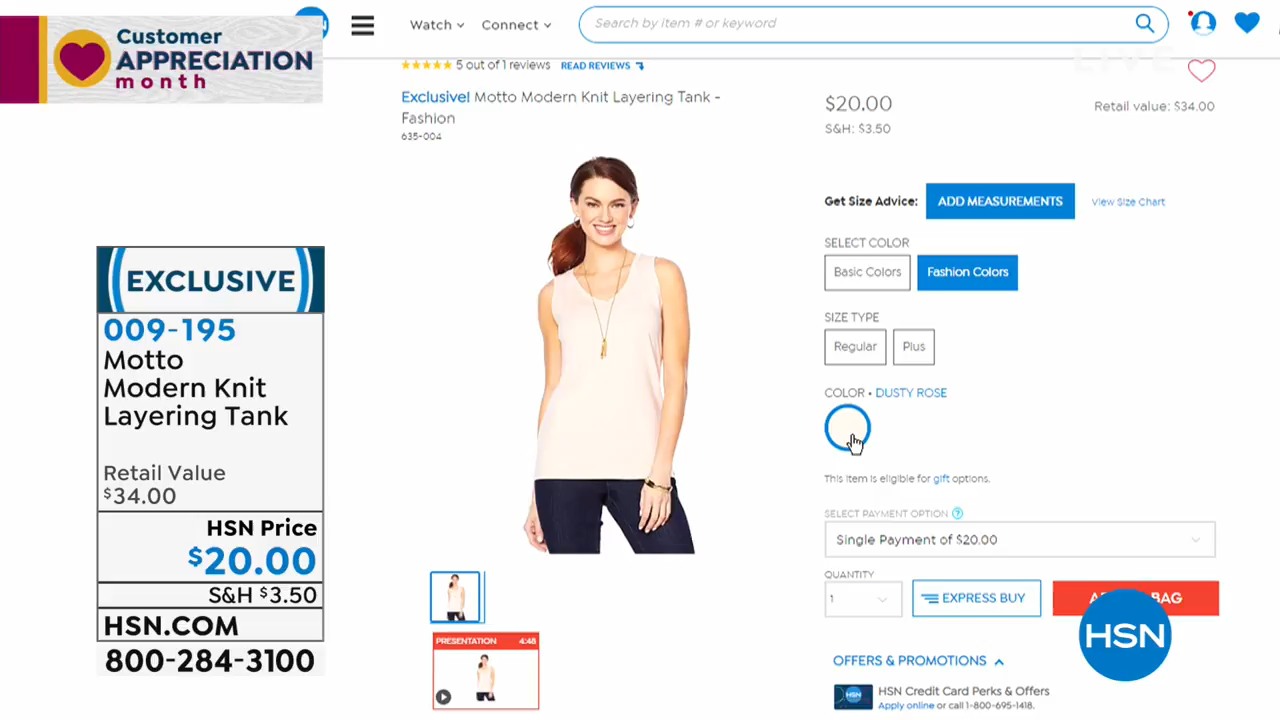 Customer
APPRECIATION
month
Watch
Connect
Search by item # or keyword
LIVE
5 out of 1 reviews
READ REVIEWS
Exclusive! Motto Modern Knit Layering Tank -
Fashion
635-004
$20.00
Retail value: $34.00
S&H: $3.50
Get Size Advice:
ADD MEASUREMENTS
View Size Chart
SELECT COLOR
Basic Colors
Fashion Colors
SIZE TYPE
Regular
Plus
COLOR • DUSTY ROSE
This item is eligible for gift options.
SELECT PAYMENT OPTION ?
Single Payment of $20.00
QUANTITY
1
EXPRESS BUY
BAG
HSN
OFFERS & PROMOTIONS
HSN
HSN Credit Card Perks & Offers
Apply online or call 1-800-695-1418.
PRESENTATION 4:48
EXCLUSIVE
009-195
Motto
Modern Knit
Layering Tank
Retail Value
$34.00
HSN Price
$20.00
S&H $3.50
HSN.COM
800-284-3100